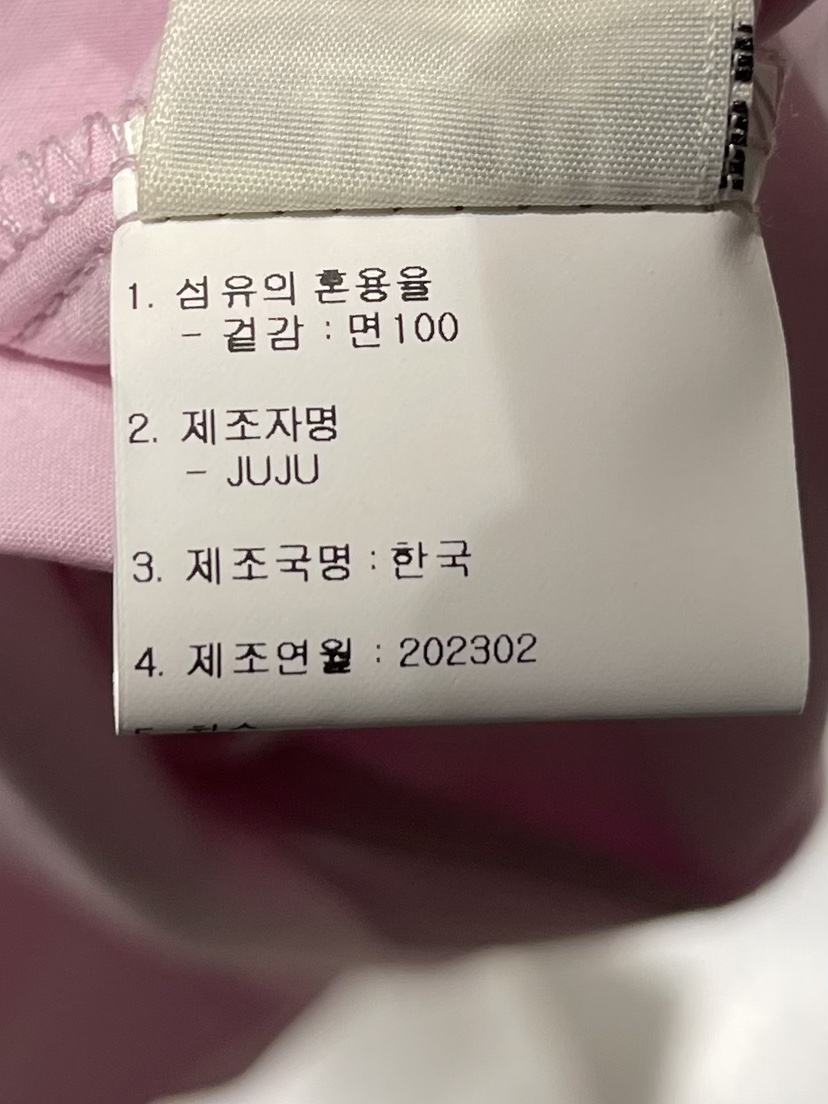 1. 섬유의 혼용율
- 겉감 : 면100
2. 제조자명
- JUJU
3. 제조국명 : 한국
4. 제조연월 : 202302